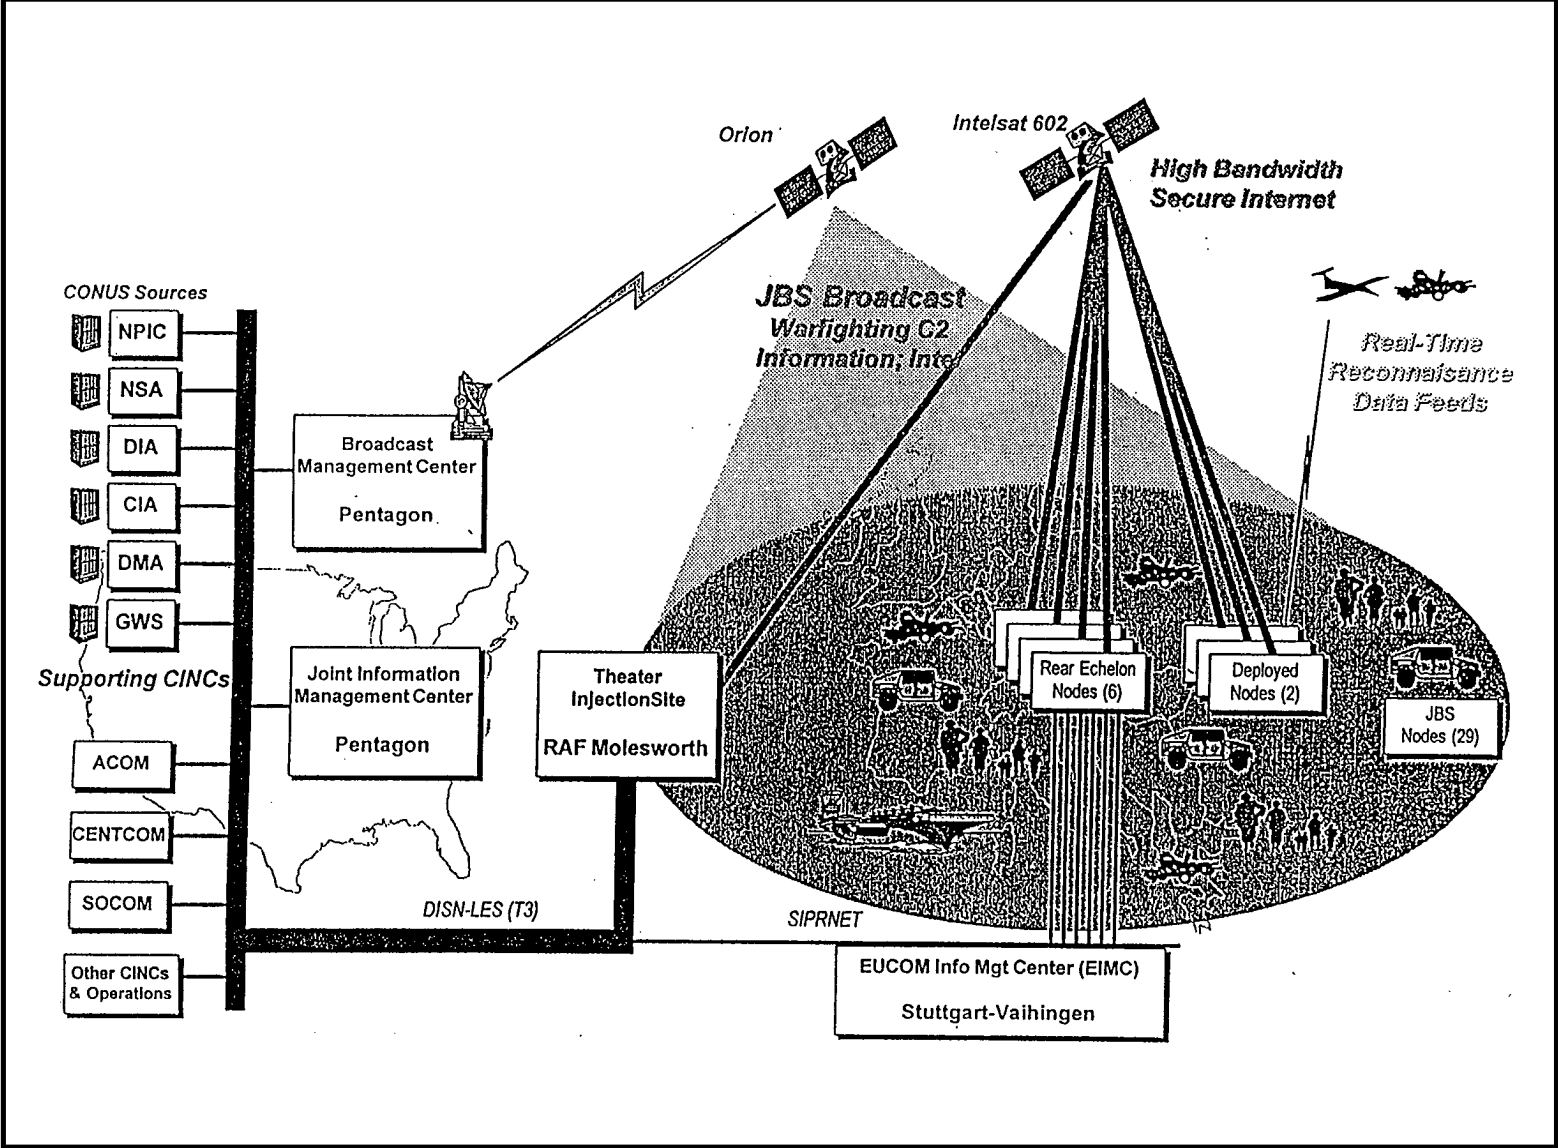 Orion
Intelsat 602
High Bandwidth
Secure Internet
CONUS Sources
NPIC
NSA
DIA
CIA
DMA
GWS
Supporting CINCs
ACOM
CENTCOM
SOCOM
Other CINCs
& Operations
Broadcast
Management Center
Pentagon
Joint Information
Management Center
Pentagon
JBS Broadcast
Warfighting C2
Information; Inte
Real-Time
Reconnaisance
Data Feeds
Theater
InjectionSite
RAF Molesworth
Rear Echelon
Nodes (6)
Deployed
Nodes (2)
JBS
Nodes (29)
DISN-LES (T3)
SIPRNET
EUCOM Info Mgt Center (EIMC)
Stuttgart-Vaihingen